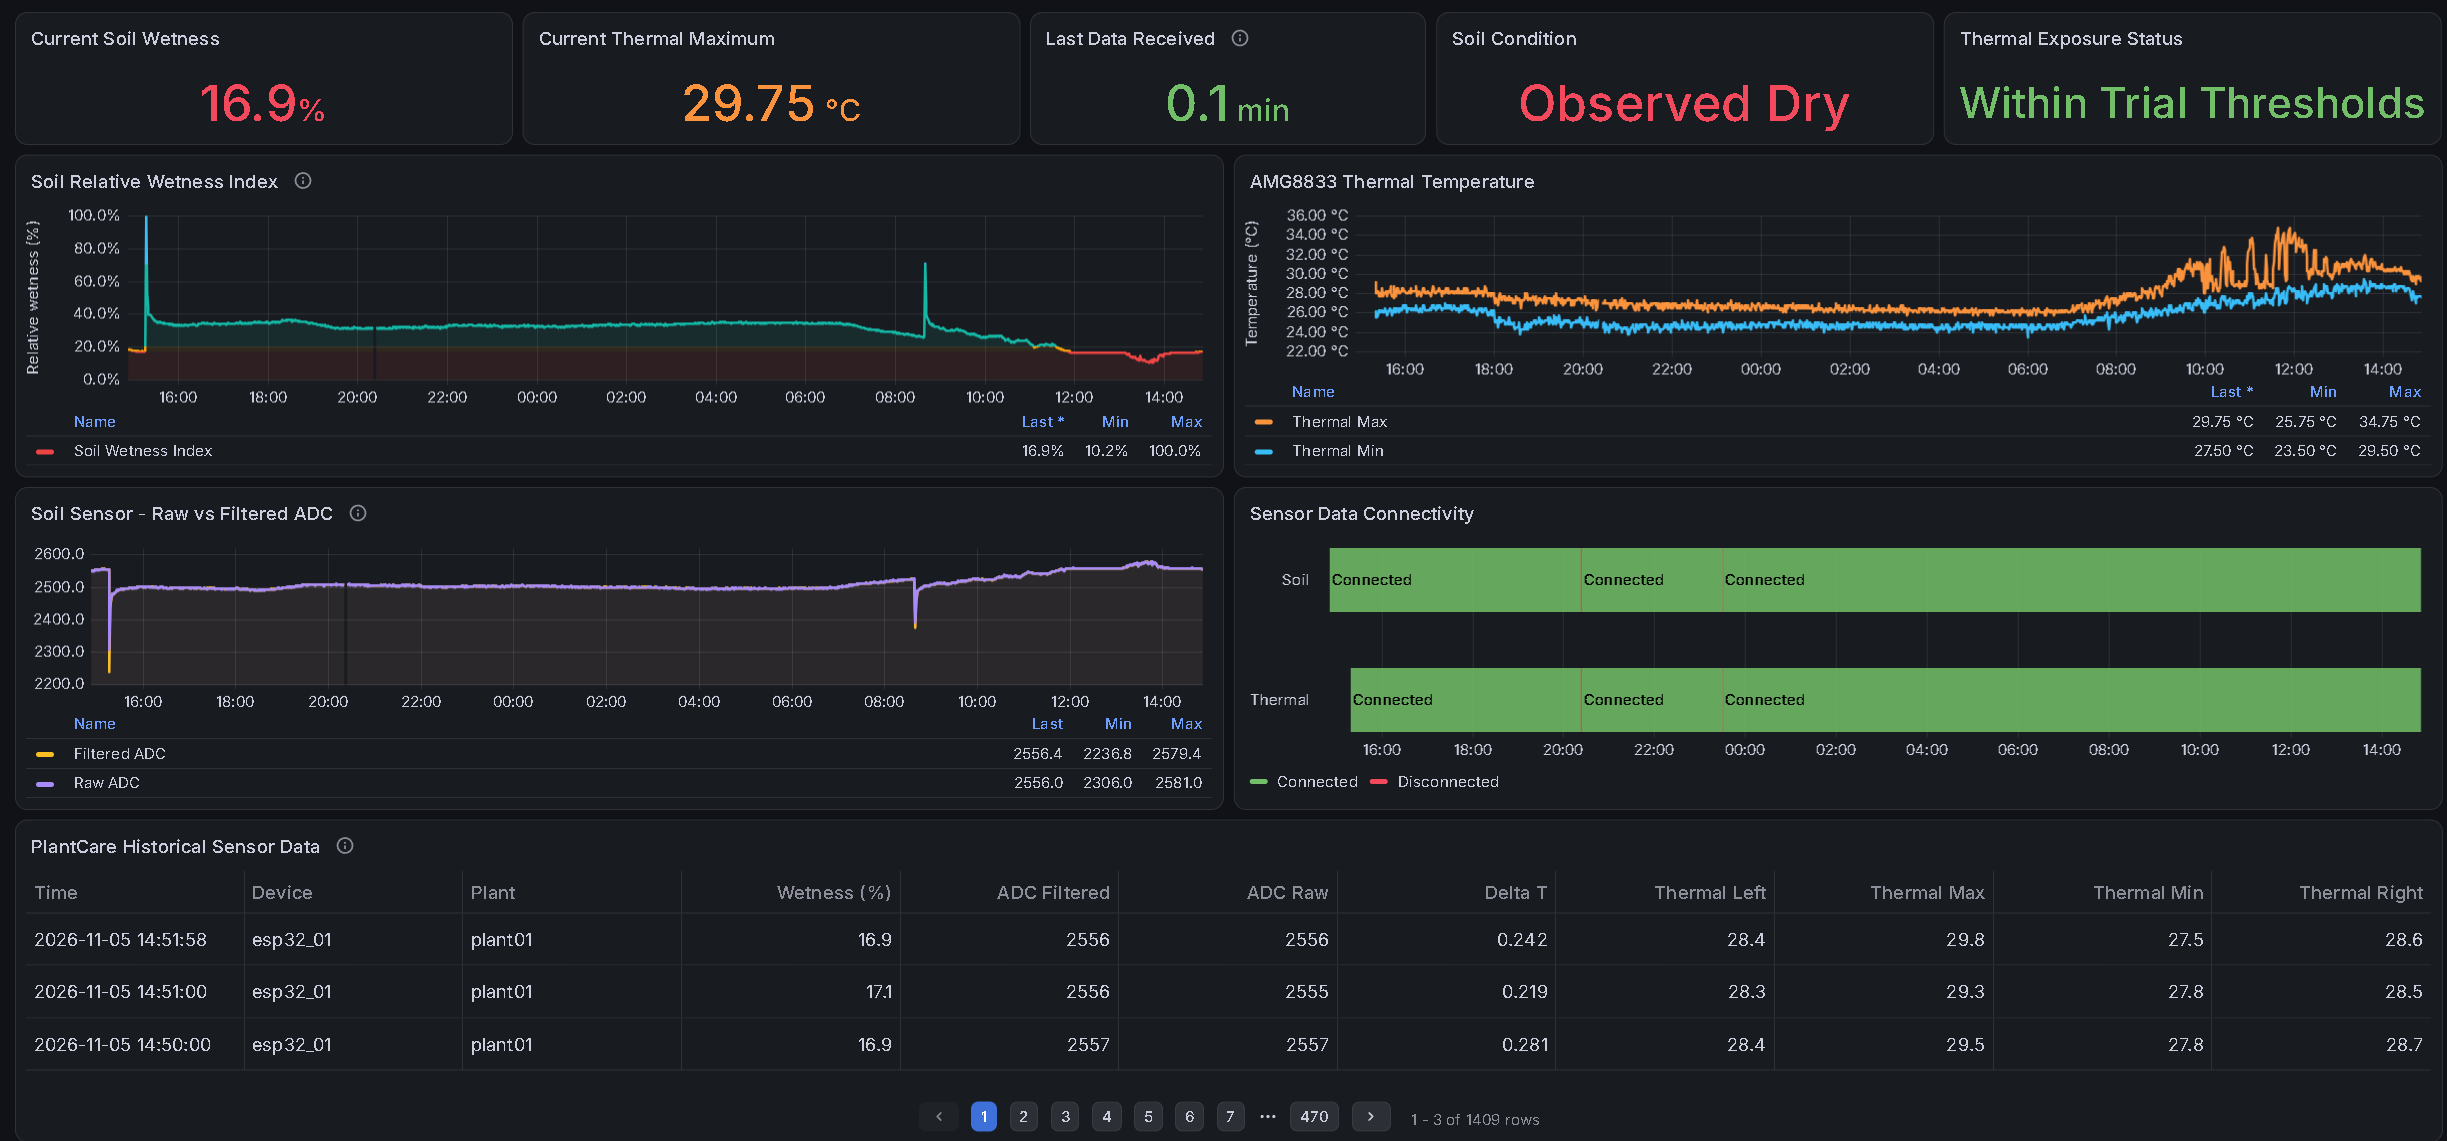 Current Soil Wetness
16.9%
Current Thermal Maximum
29.75 °C
Last Data Received
0.1 min
Soil Condition
Observed Dry
Thermal Exposure Status
Within Trial Thresholds
Soil Relative Wetness Index
Relative wetness (%)
100.0%
80.0%
60.0%
40.0%
20.0%
0.0%
16:00 18:00 20:00 22:00 00:00 02:00 04:00 06:00 08:00 10:00 12:00 14:00
Name Last * Min Max
Soil Wetness Index 16.9% 10.2% 100.0%
AMG8833 Thermal Temperature
Temperature (°C)
36.00 °C
34.00 °C
32.00 °C
30.00 °C
28.00 °C
26.00 °C
24.00 °C
22.00 °C
16:00 18:00 20:00 22:00 00:00 02:00 04:00 06:00 08:00 10:00 12:00 14:00
Name Last * Min Max
Thermal Max 29.75 °C 25.75 °C 34.75 °C
Thermal Min 27.50 °C 23.50 °C 29.50 °C
Soil Sensor - Raw vs Filtered ADC
2600.0
2500.0
2400.0
2300.0
2200.0
16:00 18:00 20:00 22:00 00:00 02:00 04:00 06:00 08:00 10:00 12:00 14:00
Name Last Min Max
Filtered ADC 2556.4 2236.8 2579.4
Raw ADC 2556.0 2306.0 2581.0
Sensor Data Connectivity
Soil Connected Connected Connected
Thermal Connected Connected Connected
16:00 18:00 20:00 22:00 00:00 02:00 04:00 06:00 08:00 10:00 12:00 14:00
Connected Disconnected
PlantCare Historical Sensor Data
Time Device Plant Wetness (%) ADC Filtered ADC Raw Delta T Thermal Left Thermal Max Thermal Min Thermal Right
2026-11-05 14:51:58 esp32_01 plant01 16.9 2556 2556 0.242 28.4 29.8 27.5 28.6
2026-11-05 14:51:00 esp32_01 plant01 17.1 2556 2555 0.219 28.3 29.3 27.8 28.5
2026-11-05 14:50:00 esp32_01 plant01 16.9 2557 2557 0.281 28.4 29.5 27.8 28.7
‹ 1 2 3 4 5 6 7 ··· 470 › 1 - 3 of 1409 rows